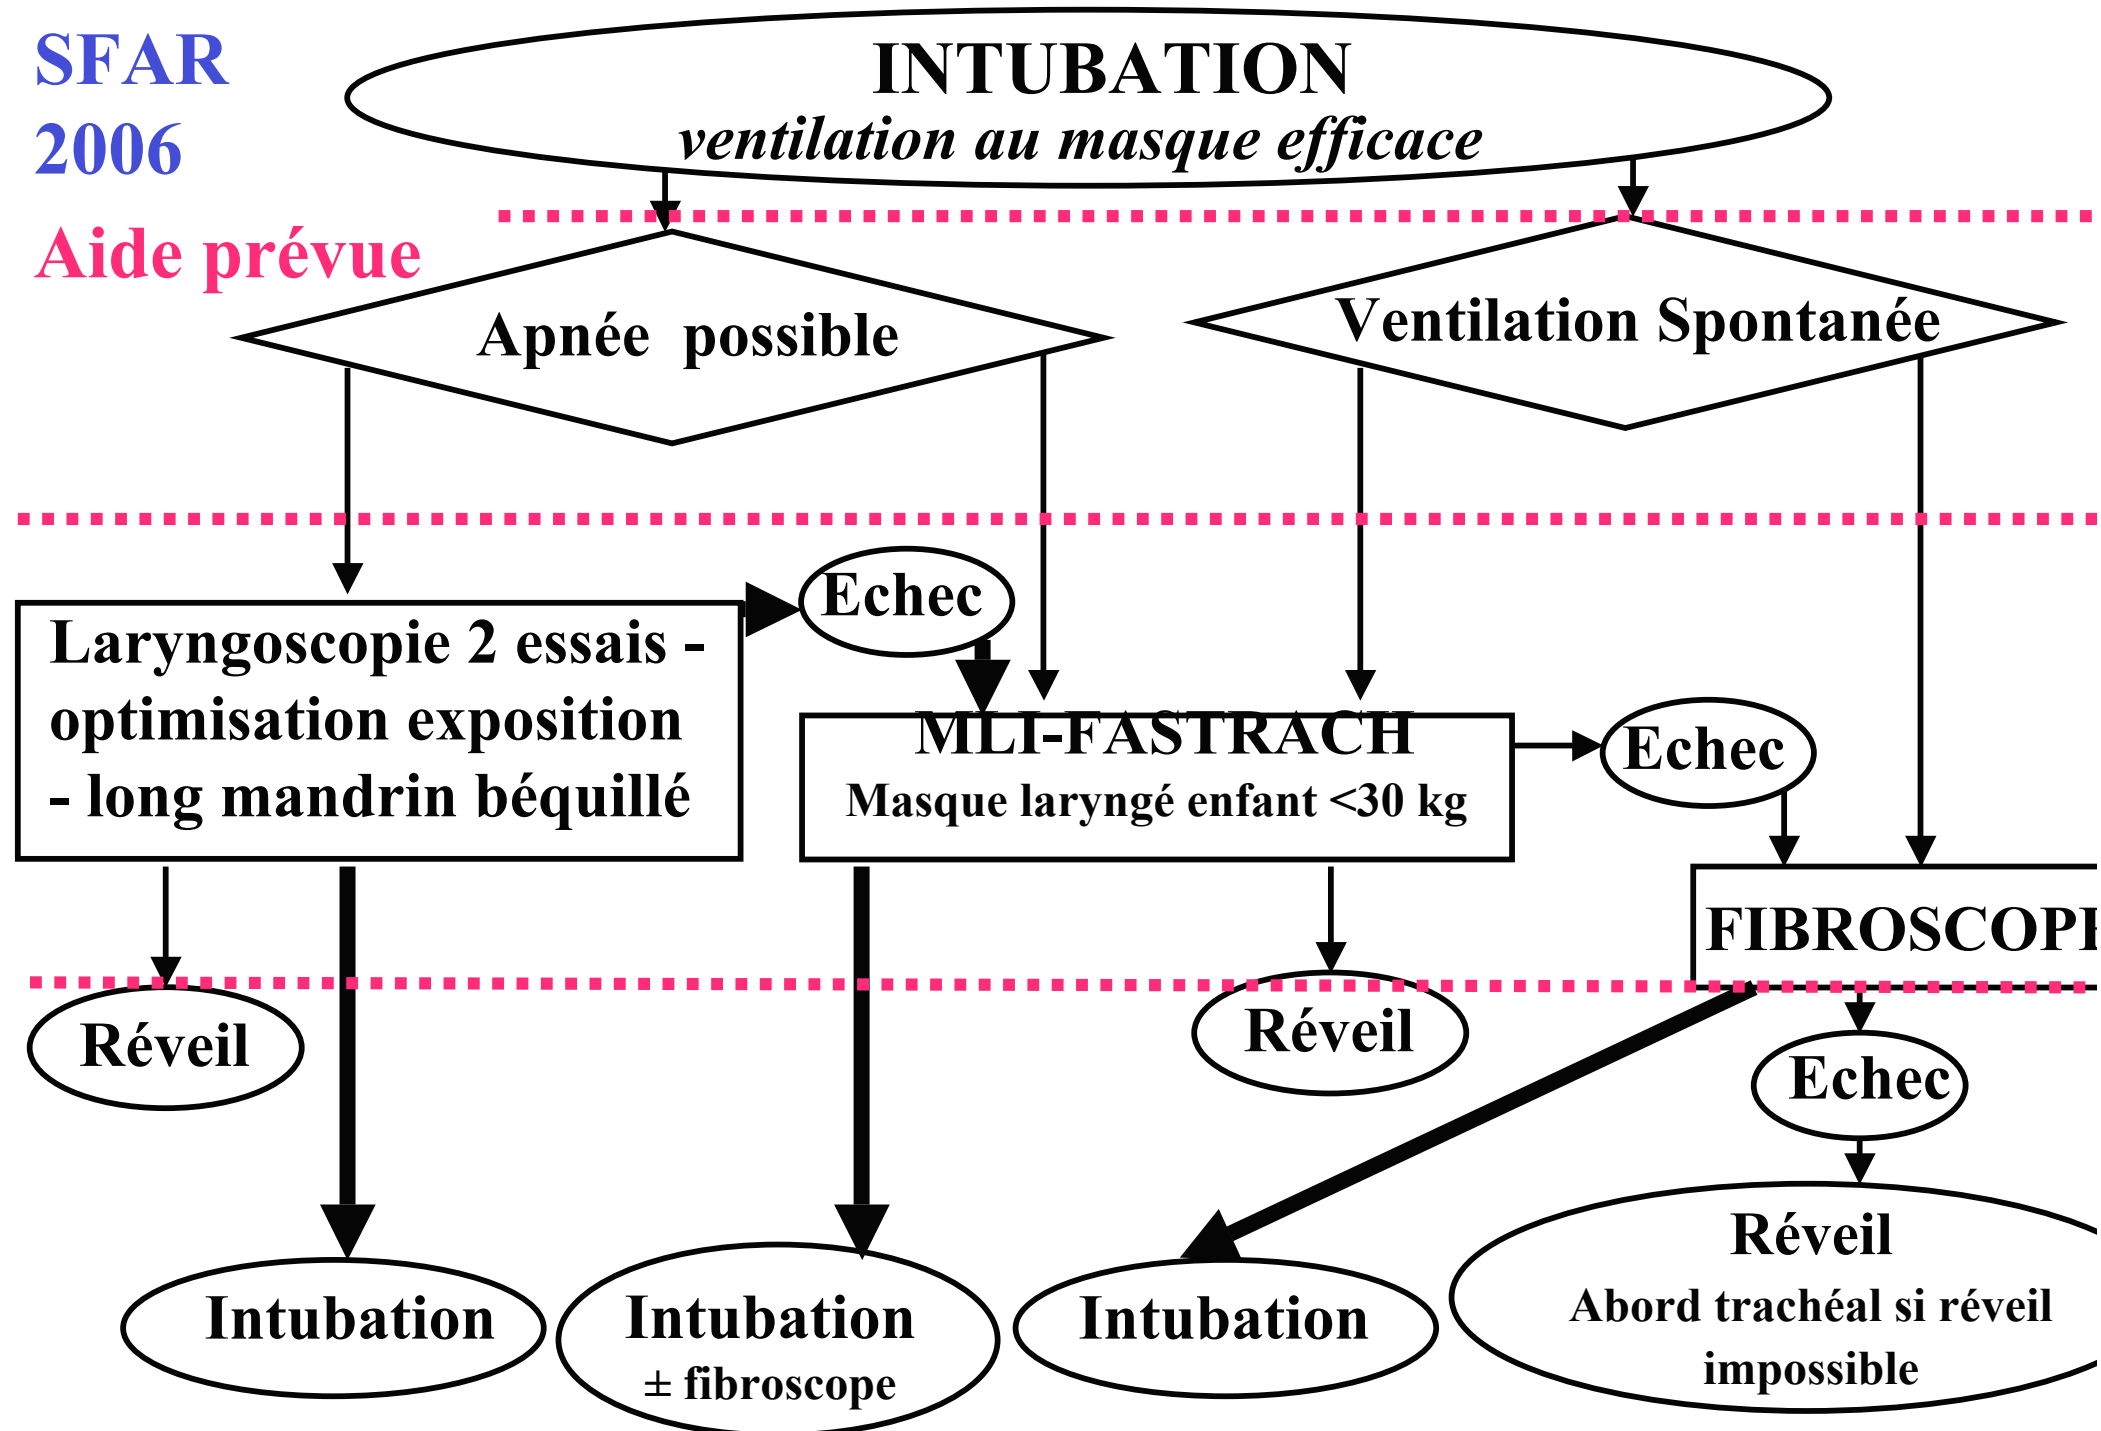 SFAR
2006
INTUBATION
ventilation au masque efficace
Aide prévue
Apnée possible
Ventilation Spontanée
Echec
Laryngoscopie 2 essais -
optimisation exposition
- long mandrin béquillé
MLI-FASTRACH
Masque laryngé enfant <30 kg
Echec
FIBROSCOPE
Réveil
Réveil
Echec
Intubation
Intubation
± fibroscope
Intubation
Réveil
Abord trachéal si réveil
impossible